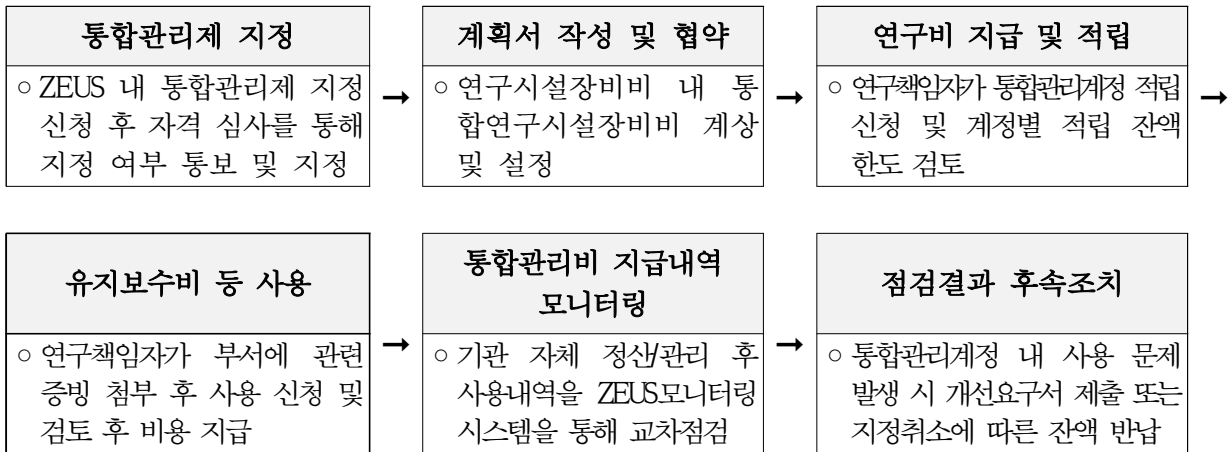 통합관리제 지정
○ ZEUS 내 통합관리제 지정
신청 후 자격 심사를 통해
지정 여부 통보 및 지정
→
계획서 작성 및 협약
○ 연구시설장비비 내 통
합연구시설장비비 계상
및 설정
→
연구비 지급 및 적립
○ 연구책임자가 통합관리계정 적립
신청 및 계정별 적립 잔액
한도 검토
→
유지보수비 등 사용
○ 연구책임자가 부서에 관련
증빙 첨부 후 사용 신청 및
검토 후 비용 지급
→
통합관리비 지급내역
모니터링
○ 기관 자체 정산/관리 후
사용내역을 ZEUS모니터링
시스템을 통해 교차점검
→
점검결과 후속조치
○ 통합관리계정 내 사용 문제
발생 시 개선요구서 제출 또는
지정취소에 따른 잔액 반납